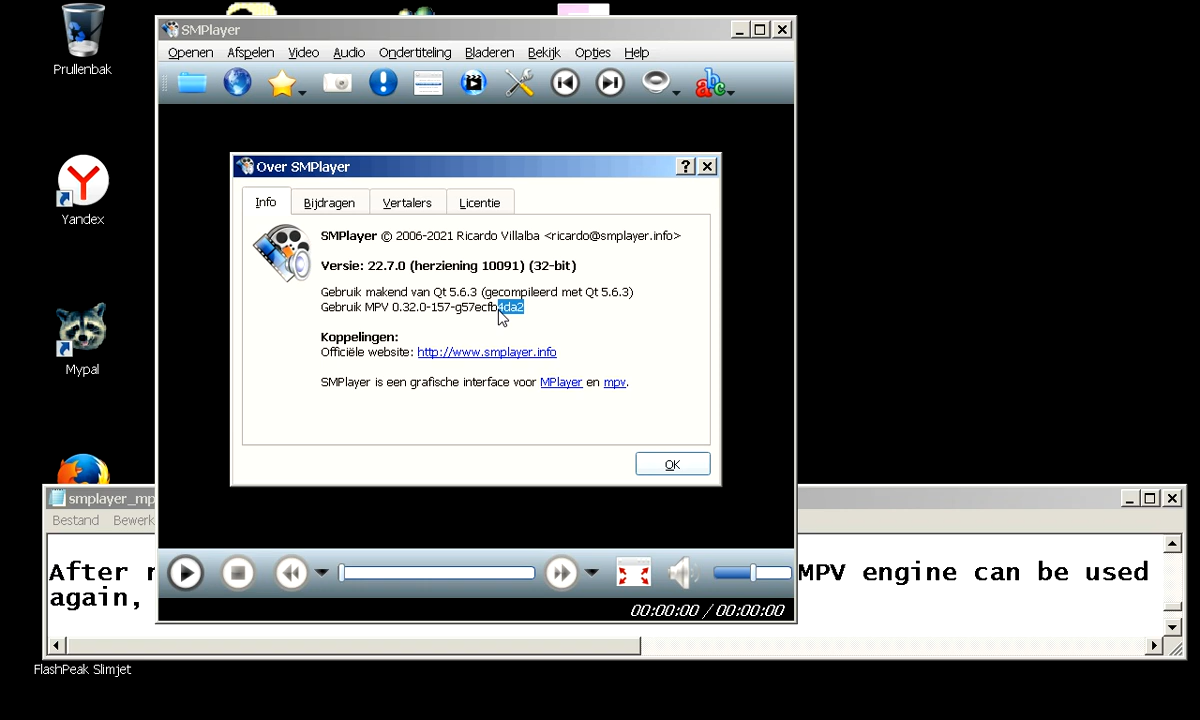 Prullenbak
Yandex
Mypal
FlashPeak Slimjet
SMPlayer
Openen Afspelen Video Audio Ondertiteling Bladeren Bekijk Opties Help
abc
Over SMPlayer
Info Bijdragen Vertalers Licentie
SMPlayer © 2006-2021 Ricardo Villalba <ricardo@smplayer.info>
Versie: 22.7.0 (herziening 10091) (32-bit)
Gebruik makend van Qt 5.6.3 (gecompileerd met Qt 5.6.3)
Gebruik MPV 0.32.0-157-g57ecfb4da2
Koppelingen:
Officiële website: http://www.smplayer.info
SMPlayer is een grafische interface voor MPlayer en mpv.
OK
00:00:00 / 00:00:00
smplayer_mp
Bestand Bewerk
After r MPV engine can be used
again,